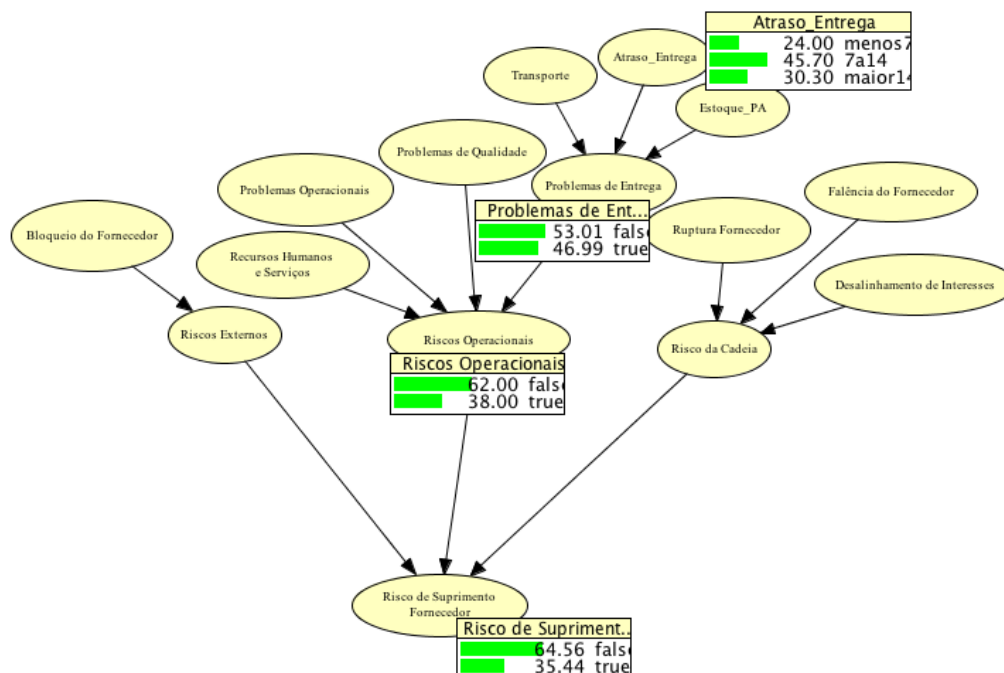 Atraso_Entrega
24.00 menos7
45.70 7a14
30.30 maior14
Atraso_Entrega
Transporte
Estoque_PA
Problemas de Qualidade
Problemas Operacionais
Problemas de Entrega
Falência do Fornecedor
Problemas de Ent...
53.01 false
46.99 true
Ruptura Fornecedor
Bloqueio do Fornecedor
Recursos Humanos
e Serviços
Desalinhamento de Interesses
Riscos Externos
Riscos Operacionais
Risco da Cadeia
Riscos Operacionais
62.00 false
38.00 true
Risco de Suprimento
Fornecedor
Risco de Supriment...
64.56 false
35.44 true